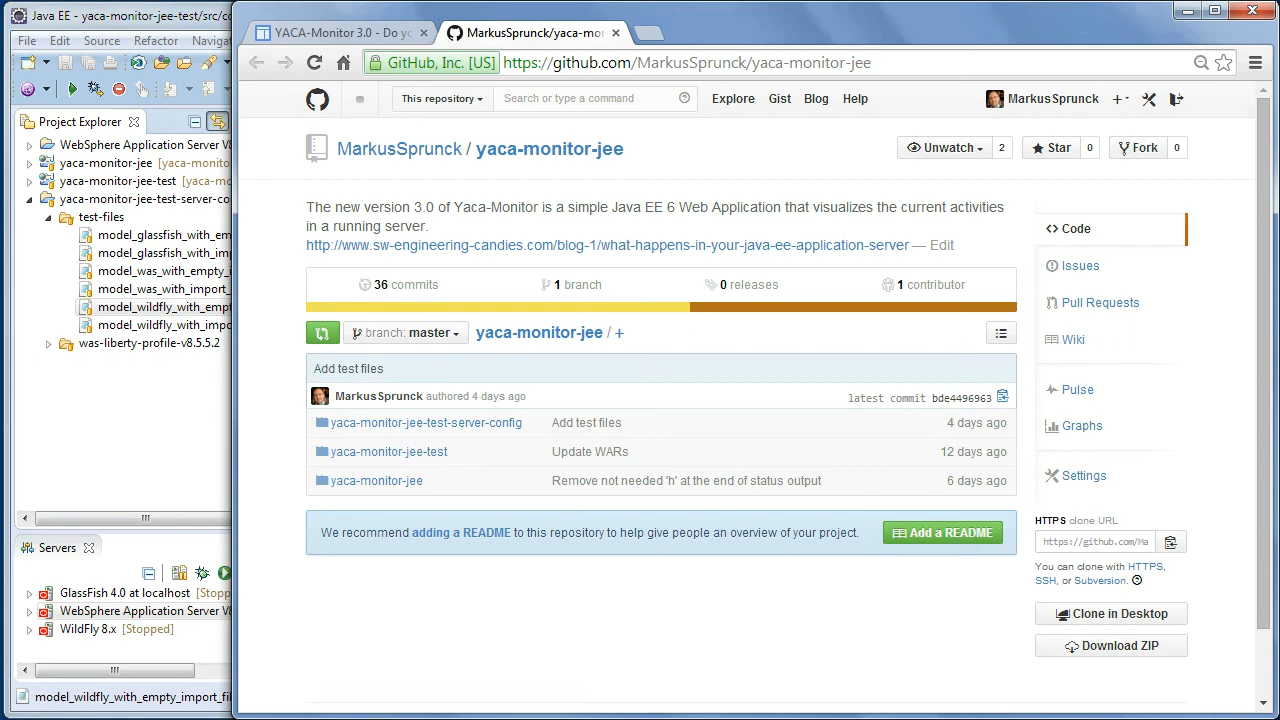 Java EE - yaca-monitor-jee-test/src/co
File Edit Source Refactor Naviga
Project Explorer
WebSphere Application Server V8
yaca-monitor-jee [yaca-monito
yaca-monitor-jee-test [yaca-mo
yaca-monitor-jee-test-server-co
test-files
model_glassfish_with_em
model_glassfish_with_imp
model_was_with_empty_i
model_was_with_import_
model_wildfly_with_empt
model_wildfly_with_impo
was-liberty-profile-v8.5.5.2
Servers
GlassFish 4.0 at localhost [Stopp
WebSphere Application Server V8
WildFly 8.x [Stopped]
model_wildfly_with_empty_import_fil
YACA-Monitor 3.0 - Do yo
MarkusSprunck/yaca-mon
GitHub, Inc. [US] https://github.com/MarkusSprunck/yaca-monitor-jee
This repository Search or type a command Explore Gist Blog Help MarkusSprunck
MarkusSprunck / yaca-monitor-jee
Unwatch 2 Star 0 Fork 0
The new version 3.0 of Yaca-Monitor is a simple Java EE 6 Web Application that visualizes the current activities
in a running server.
http://www.sw-engineering-candies.com/blog-1/what-happens-in-your-java-ee-application-server — Edit
36 commits 1 branch 0 releases 1 contributor
branch: master yaca-monitor-jee / +
Add test files
MarkusSprunck authored 4 days ago latest commit bde4496963
yaca-monitor-jee-test-server-config Add test files 4 days ago
yaca-monitor-jee-test Update WARs 12 days ago
yaca-monitor-jee Remove not needed 'h' at the end of status output 6 days ago
We recommend adding a README to this repository to help give people an overview of your project. Add a README
Code
Issues
Pull Requests
Wiki
Pulse
Graphs
Settings
HTTPS clone URL
https://github.com/Ma
You can clone with HTTPS,
SSH, or Subversion.
Clone in Desktop
Download ZIP